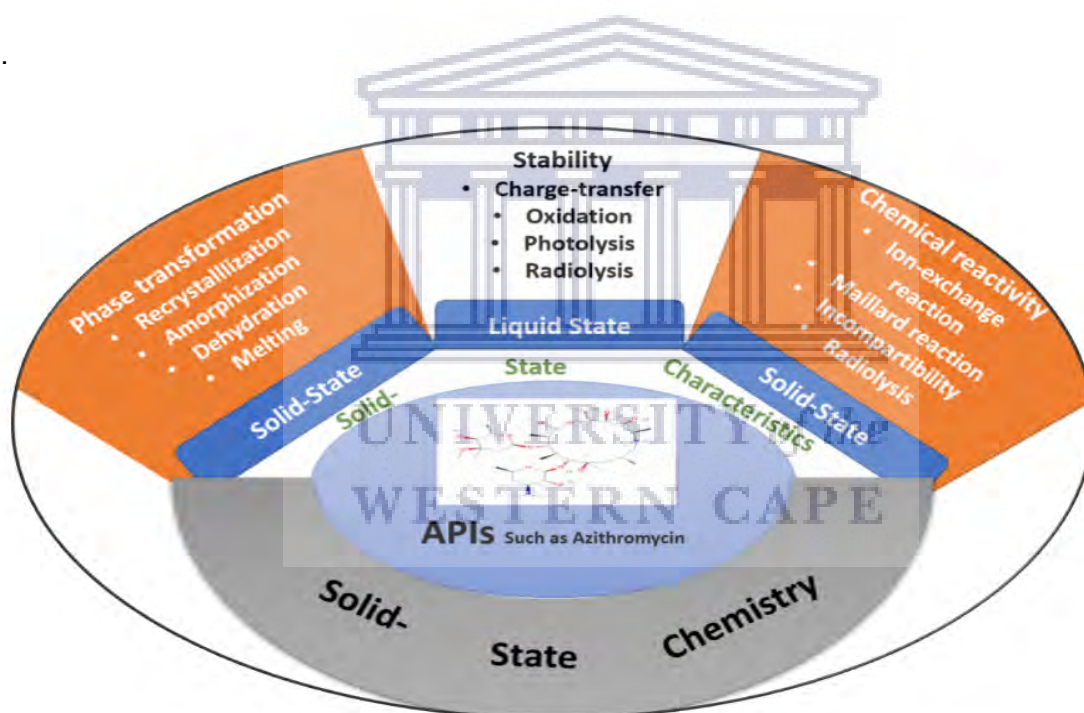 .
Stability
• Charge-transfer
• Oxidation
• Photolysis
• Radiolysis
Phase transformation
• Recrystalllization
• Amorphization
• Dehydration
• Melting
Chemical reactivity
• Ion-exchange
reaction
• Maillard reaction
• Incompartibility
• Radiolysis
Solid-State
Liquid State
Solid-State
Solid- State Characteristics
UNIVERSITY of the
WESTERN CAPE
APIs Such as Azithromycin
Solid- State Chemistry